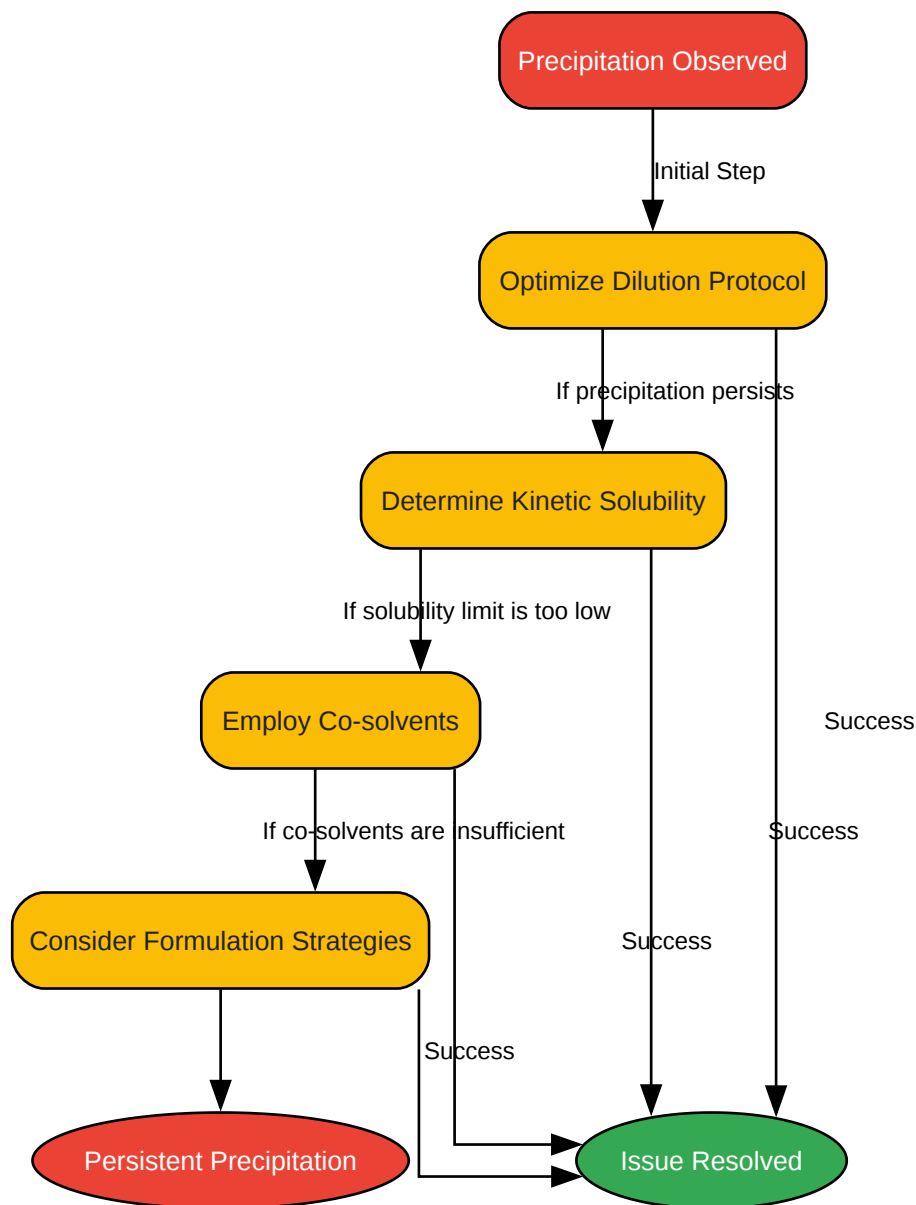 Precipitation Observed
Initial Step
Optimize Dilution Protocol
If precipitation persists
Determine Kinetic Solubility
If solubility limit is too low
Employ Co-solvents
Success
If co-solvents are insufficient
Success
Consider Formulation Strategies
Success
Success
Persistent Precipitation
Issue Resolved